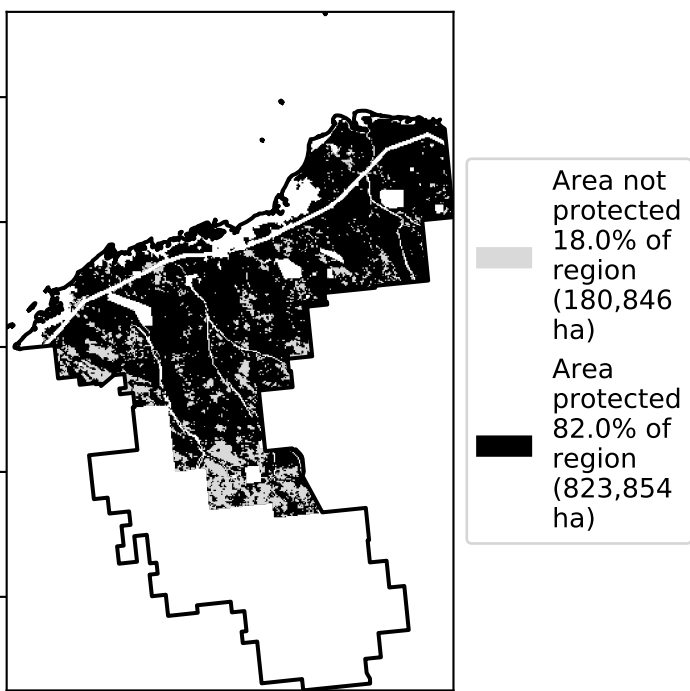 Area not
protected
18.0% of
region
(180,846
ha)
Area
protected
82.0% of
region
(823,854
ha)